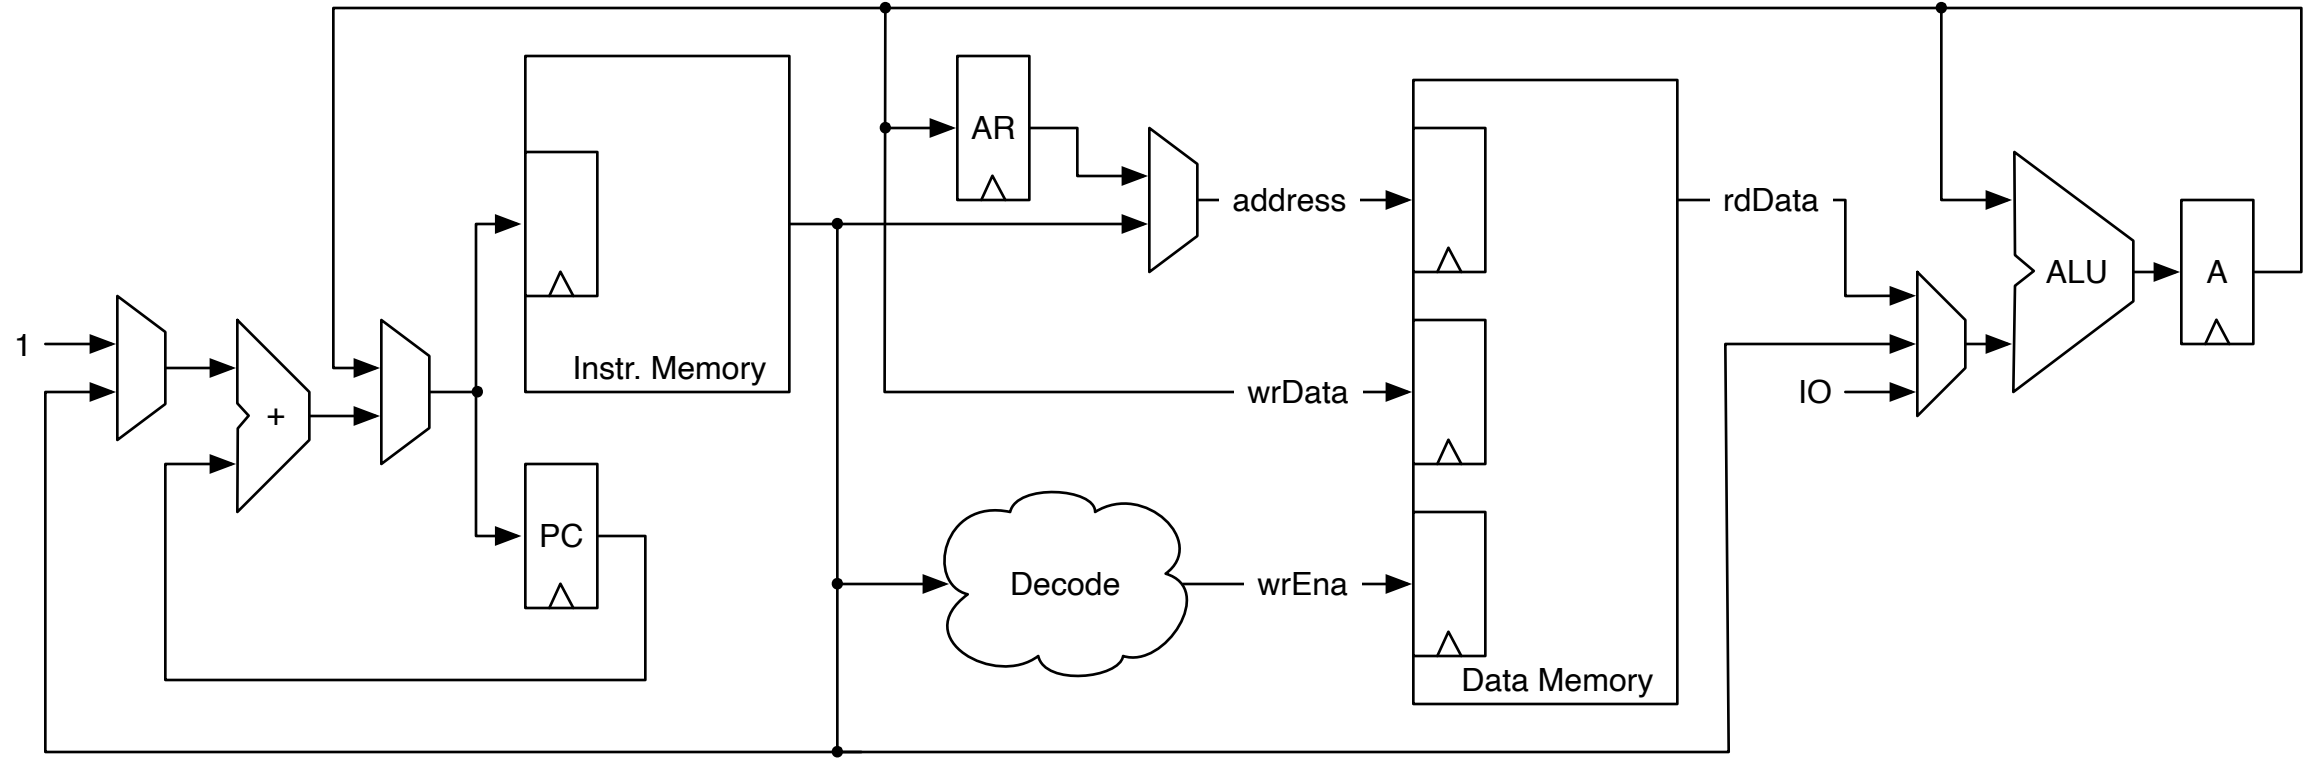 AR
address
rdData
ALU
A
1
Instr. Memory
wrData
IO
+
PC
Decode
wrEna
Data Memory